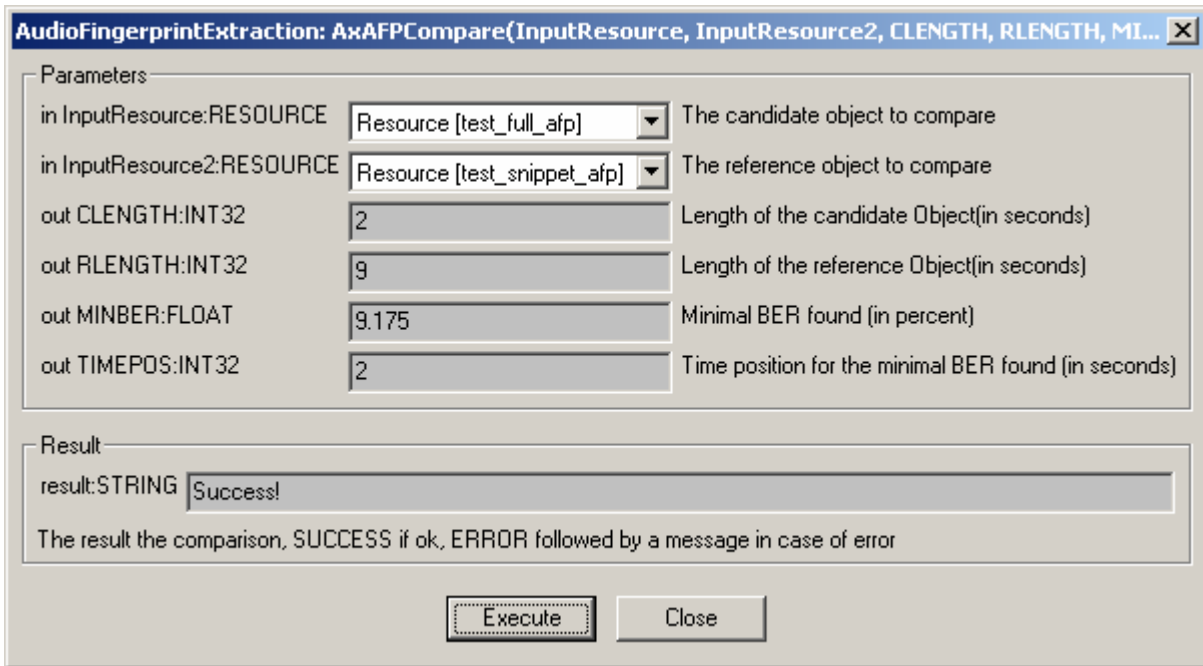 AudioFingerprintExtraction: AxAFPCompare(InputResource, InputResource2, CLENGTH, RLENGTH, MI...
Parameters
in InputResource:RESOURCE Resource [test_full_afp] The candidate object to compare
in InputResource2:RESOURCE Resource [test_snippet_afp] The reference object to compare
out CLENGTH:INT32 2 Length of the candidate Object(in seconds)
out RLENGTH:INT32 9 Length of the reference Object(in seconds)
out MINBER:FLOAT 9.175 Minimal BER found (in percent)
out TIMEPOS:INT32 2 Time position for the minimal BER found (in seconds)
Result
result:STRING Success!
The result the comparison, SUCCESS if ok, ERROR followed by a message in case of error
Execute Close